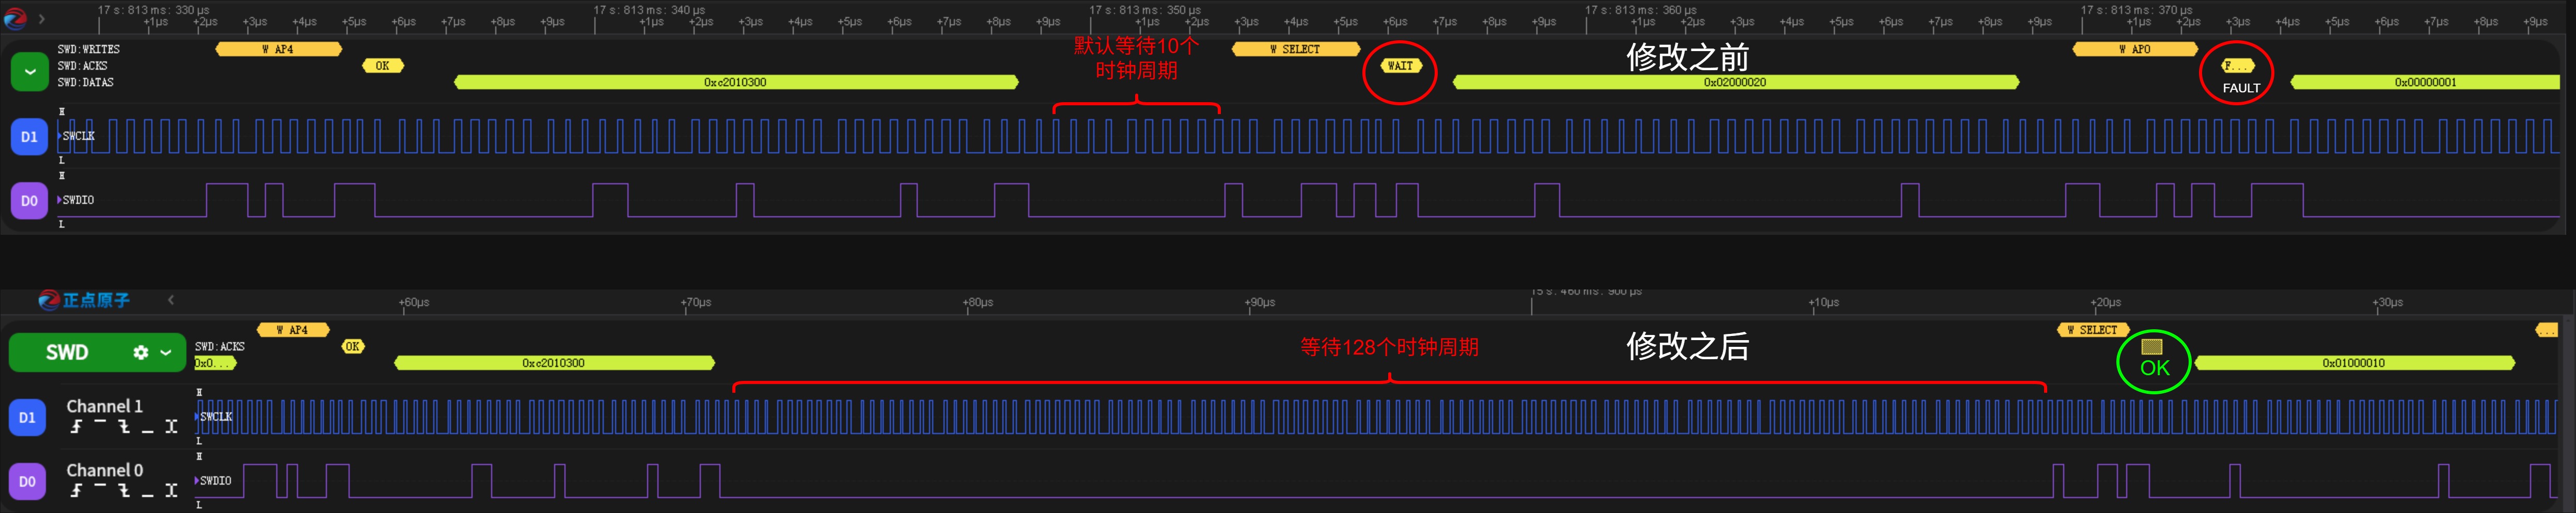 17 s : 813 ms : 330 µs
17 s : 813 ms : 340 µs
17 s : 813 ms : 350 µs
17 s : 813 ms : 360 µs
17 s : 813 ms : 370 µs
+1µs +2µs +3µs +4µs +5µs +6µs +7µs +8µs +9µs
+1µs +2µs +3µs +4µs +5µs +6µs +7µs +8µs +9µs
+1µs +2µs +3µs +4µs +5µs +6µs +7µs +8µs +9µs
+1µs +2µs +3µs +4µs +5µs +6µs +7µs +8µs +9µs
+1µs +2µs +3µs +4µs +5µs +6µs +7µs +8µs +9µs
SWD:WRITES
W AP4
默认等待10个
时钟周期
W SELECT
修改之前
W AP0
SWD:ACKS
OK
WAIT
F...
FAULT
SWD:DATAS
0xc2010300
0x02000020
0x00000001
H
D1
SWCLK
L
H
D0
SWDIO
L
正点原子
+60µs +70µs +80µs +90µs
15 s : 460 ms : 900 µs
+10µs +20µs +30µs
W AP4
W SELECT
...
SWD
SWD:ACKS
OK
等待128个时钟周期
修改之后
OK
0x0...
0xc2010300
0x01000010
H
D1
Channel 1
SWCLK
L
H
D0
Channel 0
SWDIO
L